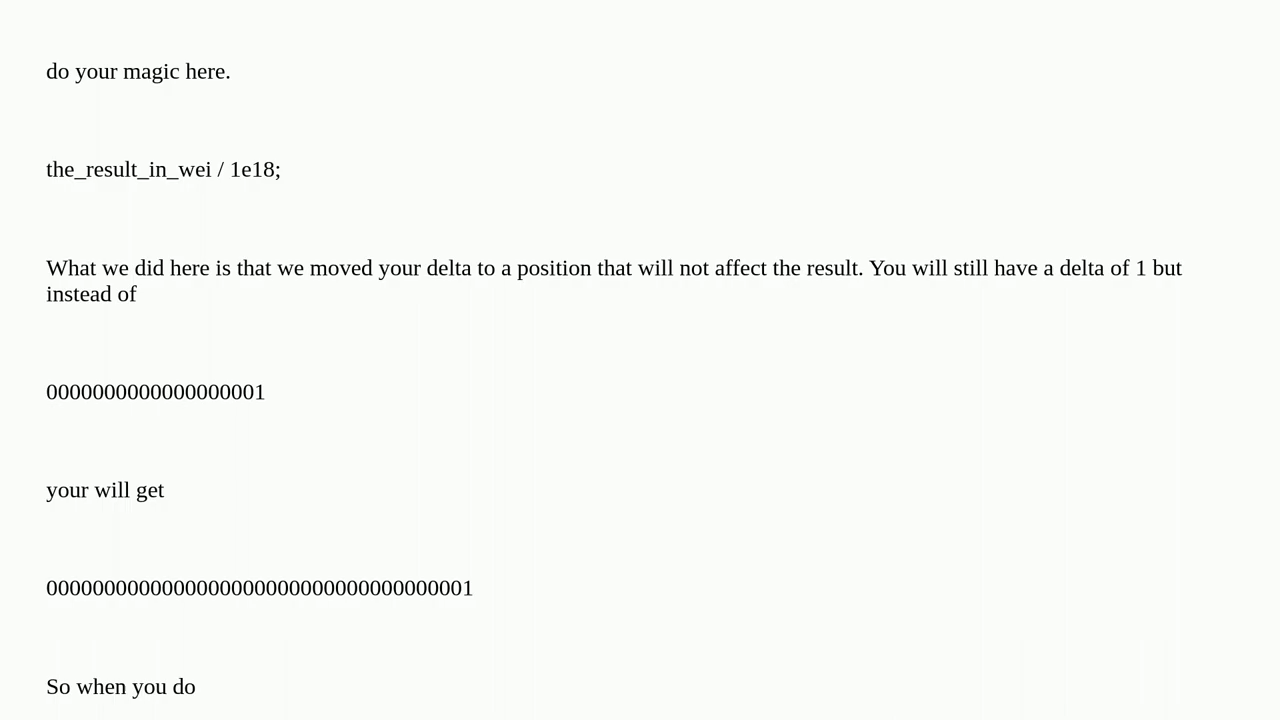 do your magic here.
the_result_in_wei / 1e18;
What we did here is that we moved your delta to a position that will not affect the result. You will still have a delta of 1 but
instead of
0000000000000000001
your will get
0000000000000000000000000000000000001
So when you do